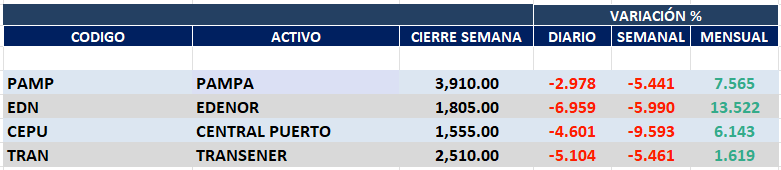 VARIACIÓN %
CODIGO ACTIVO CIERRE SEMANA DIARIO SEMANAL MENSUAL
PAMP PAMPA 3,910.00 -2.978 -5.441 7.565
EDN EDENOR 1,805.00 -6.959 -5.990 13.522
CEPU CENTRAL PUERTO 1,555.00 -4.601 -9.593 6.143
TRAN TRANSENER 2,510.00 -5.104 -5.461 1.619